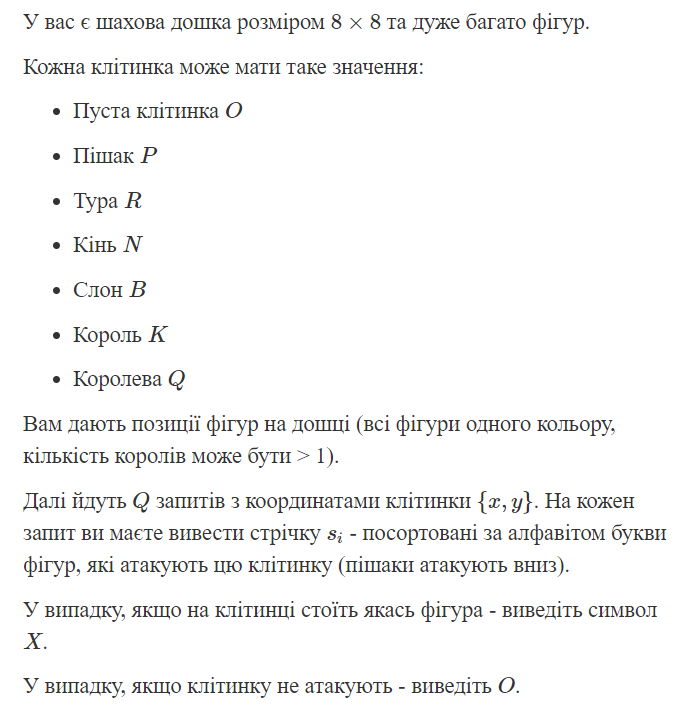 У вас є шахова дошка розміром 8 × 8 та дуже багато фігур.
Кожна клітинка може мати таке значення:
• Пуста клітинка O
• Пішак P
• Тура R
• Кінь N
• Слон B
• Король K
• Королева Q
Вам дають позиції фігур на дошці (всі фігури одного кольору,
кількість королів може бути > 1).
Далі йдуть Q запитів з координатами клітинки {x, y}. На кожен
запит ви маєте вивести стрічку sᵢ - посортовані за алфавітом букви
фігур, які атакують цю клітинку (пішаки атакують вниз).
У випадку, якщо на клітинці стоїть якась фігура - виведіть символ
X.
У випадку, якщо клітинку не атакують - виведіть O.